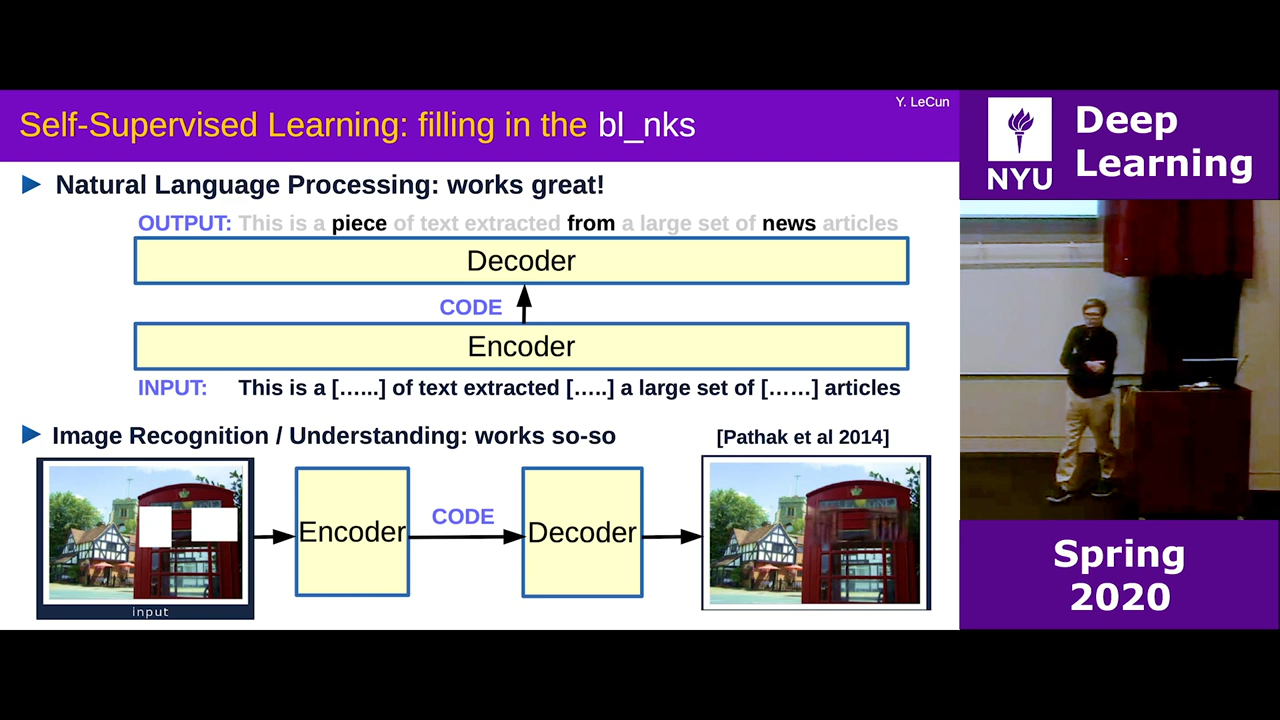 Y. LeCun
Self-Supervised Learning: filling in the bl_nks
Natural Language Processing: works great!
OUTPUT: This is a piece of text extracted from a large set of news articles
Decoder
CODE
Encoder
INPUT: This is a [......] of text extracted [.....] a large set of [......] articles
Image Recognition / Understanding: works so-so
[Pathak et al 2014]
Encoder
CODE
Decoder
input
NYU
Deep
Learning
Spring
2020